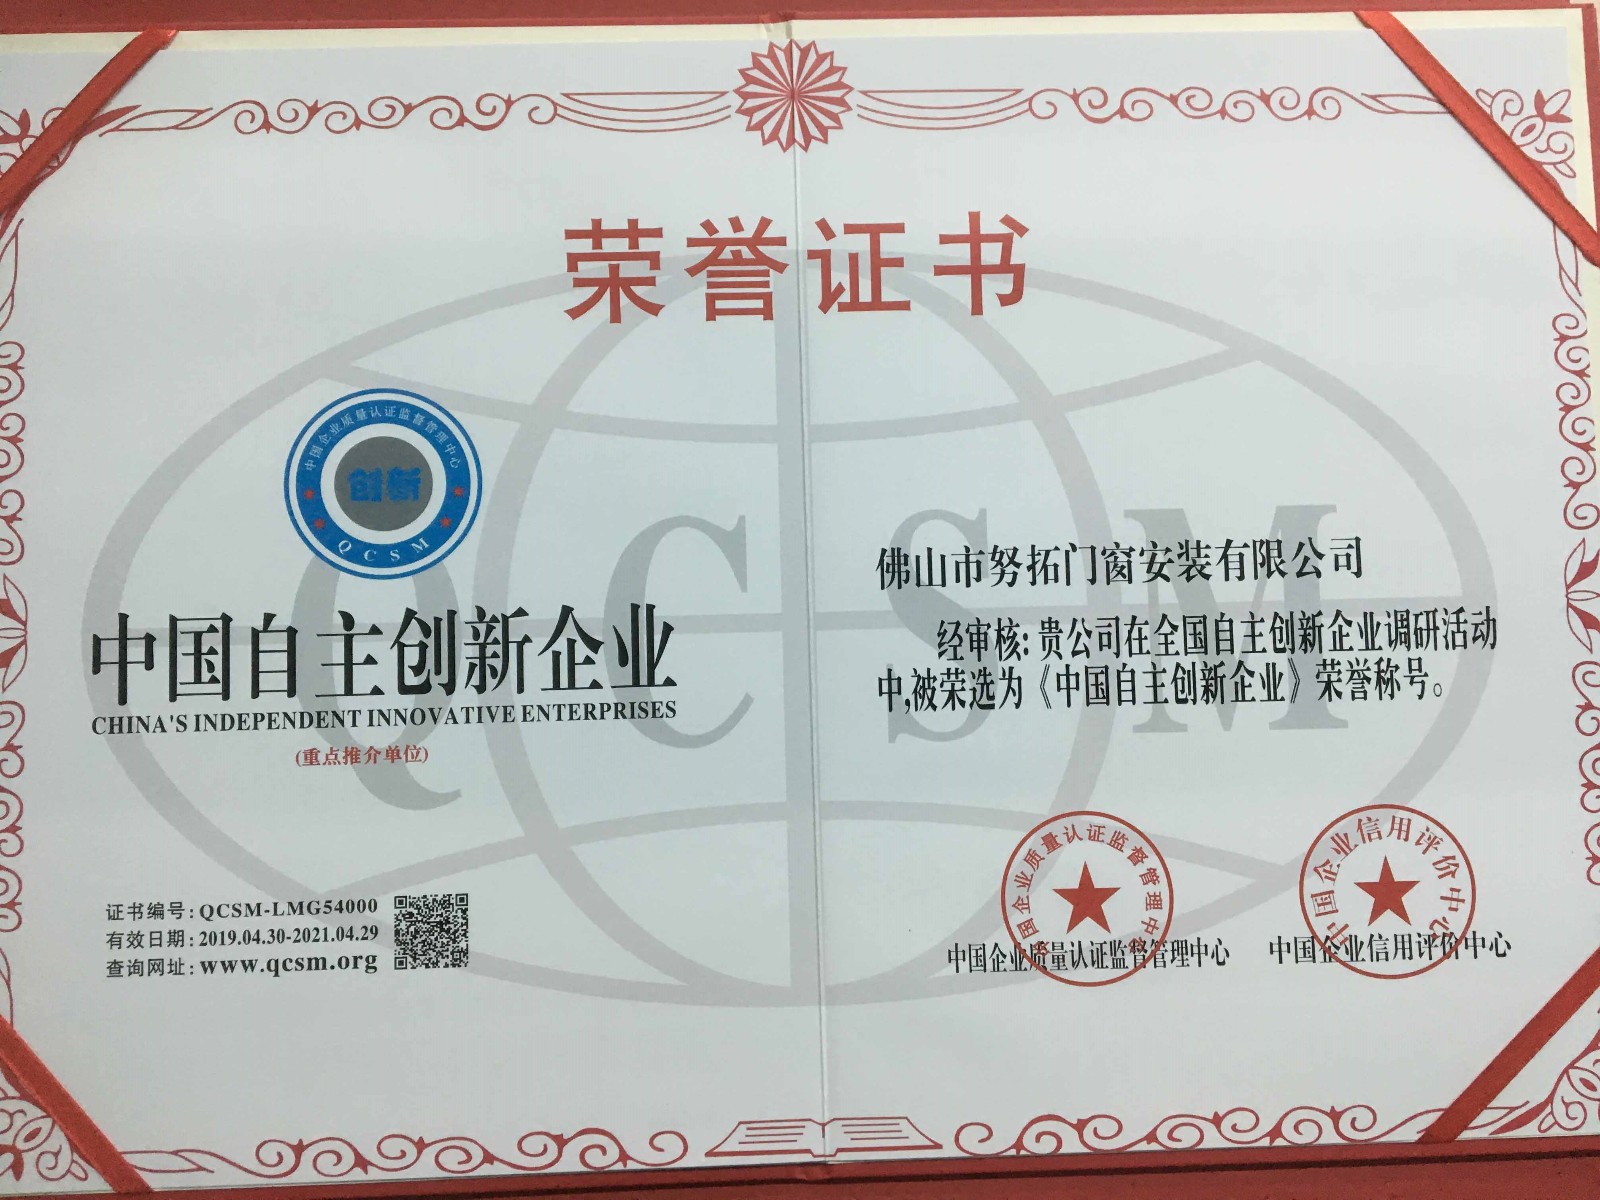 荣誉证书
中国企业质量认证监督管理中心
创新
QCSM
中国自主创新企业
CHINA'S INDEPENDENT INNOVATIVE ENTERPRISES
(重点推介单位)
证书编号:QCSM-LMG54000
有效日期:2019.04.30-2021.04.29
查询网址:www.qcsm.org
QCSM
佛山市努拓门窗安装有限公司
经审核:贵公司在全国自主创新企业调研活动
中,被荣选为《中国自主创新企业》荣誉称号。
中国企业质量认证监督管理中心
中国企业信用评价中心
中国企业质量认证监督管理中心
中国企业信用评价中心